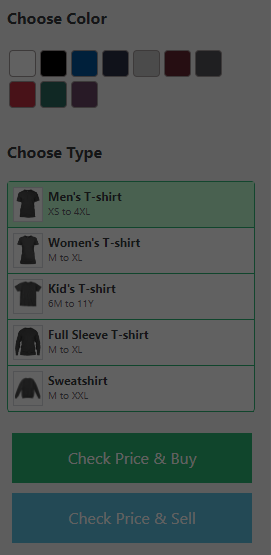 Choose Color
Choose Type
Men's T-shirt
XS to 4XL
Women's T-shirt
M to XL
Kid's T-shirt
6M to 11Y
Full Sleeve T-shirt
M to XL
Sweatshirt
M to XXL
Check Price & Buy
Check Price & Sell